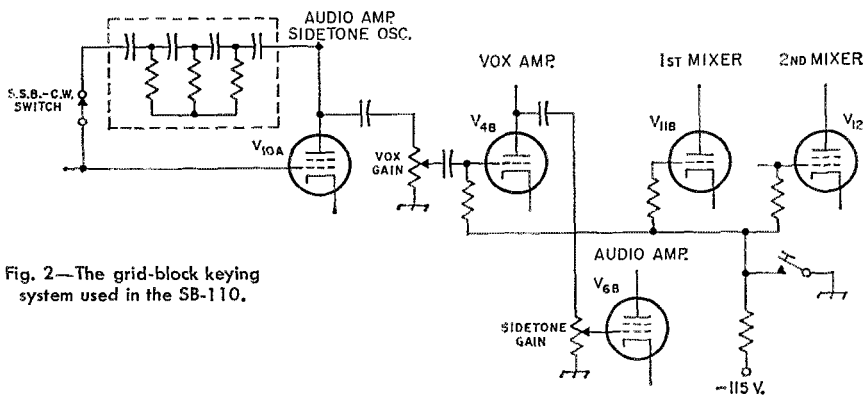 AUDIO AMP.
SIDETONE OSC.
S.S.B.-C.W.
SWITCH
V10A
VOX
GAIN
VOX AMP.
V4B
1ST MIXER
V11B
2ND MIXER
V12
AUDIO AMP.
V6B
SIDETONE
GAIN
-115 V.
Fig. 2—The grid-block keying
system used in the SB-110.